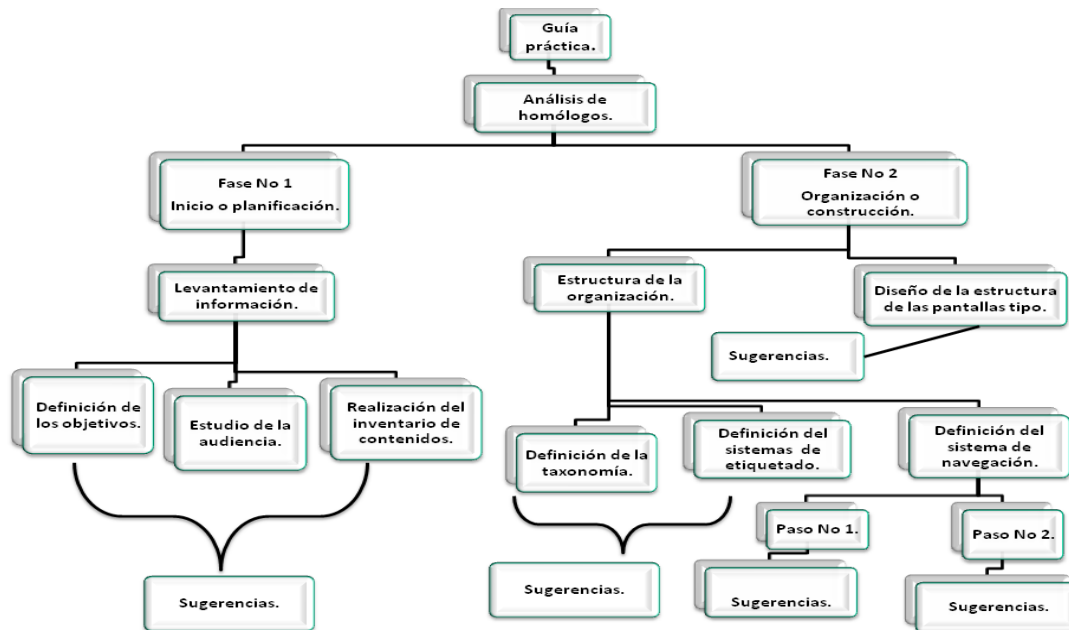 Guía
práctica.
Análisis de
homólogos.
Fase No 1
Inicio o planificación.
Fase No 2
Organización o
construcción.
Levantamiento de
información.
Estructura de la
organización.
Diseño de la estructura
de las pantallas tipo.
Sugerencias.
Definición de
los objetivos.
Estudio de la
audiencia.
Realización del
inventario de
contenidos.
Definición de la
taxonomía.
Definición del
sistemas de
etiquetado.
Definición del
sistema de
navegación.
Paso No 1.
Paso No 2.
Sugerencias.
Sugerencias.
Sugerencias.
Sugerencias.